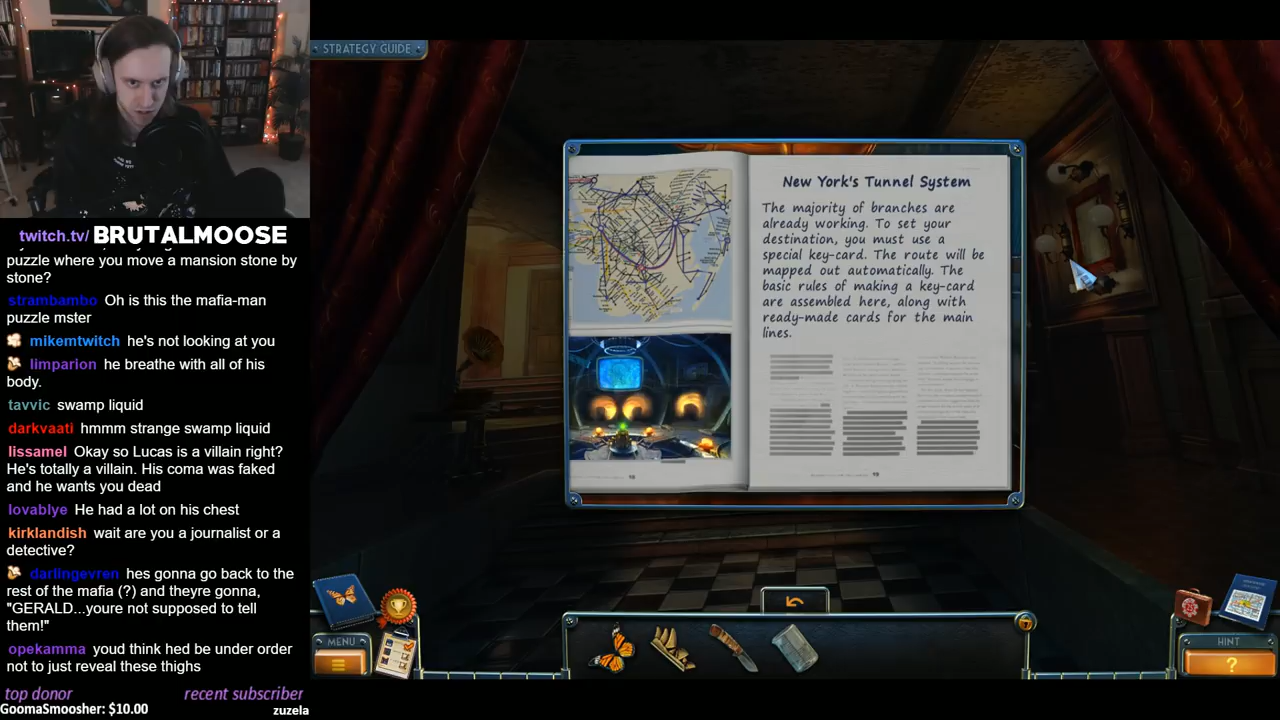 STRATEGY GUIDE
twitch.tv/ BRUTALMOOSE
puzzle where you move a mansion stone by
stone?
strambambo Oh is this the mafia-man
puzzle mster
mikemtwitch he's not looking at you
limparion he breathe with all of his
body.
tavvic swamp liquid
darkvaati hmmm strange swamp liquid
lissamel Okay so Lucas is a villain right?
He's totally a villain. His coma was faked
and he wants you dead
lovablye He had a lot on his chest
kirklandish wait are you a journalist or a
detective?
darlingevren hes gonna go back to the
rest of the mafia (?) and theyre gonna,
"GERALD...youre not supposed to tell
them!"
opekamma youd think hed be under order
not to just reveal these thighs
top donor
recent subscriber
GoomaSmoosher: $10.00
zuzela
New York's Tunnel System
The majority of branches are
already working. To set your
destination, you must use a
special key-card. The route will be
mapped out automatically. The
basic rules of making a key-card
are assembled here, along with
ready-made cards for the main
lines.
MENU
HINT
?